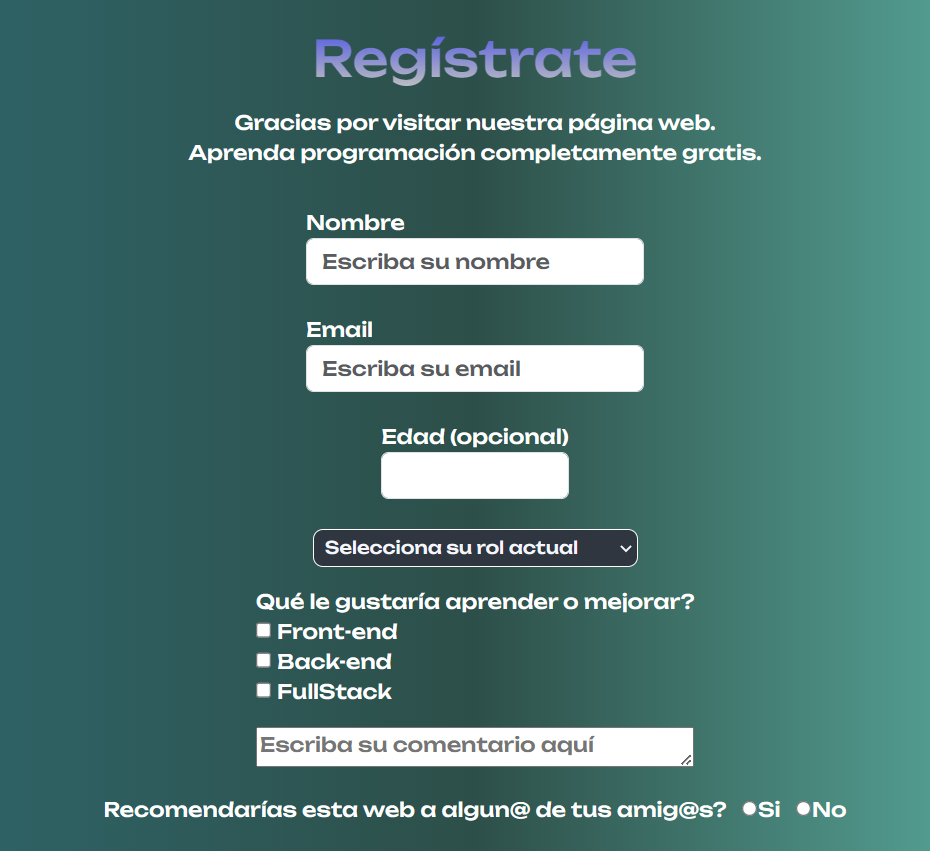 Regístrate
Gracias por visitar nuestra página web.
Aprenda programación completamente gratis.
Nombre
Escriba su nombre
Email
Escriba su email
Edad (opcional)
Selecciona su rol actual
Qué le gustaría aprender o mejorar?
Front-end
Back-end
FullStack
Escriba su comentario aquí
Recomendarías esta web a algun@ de tus amig@s? Si No